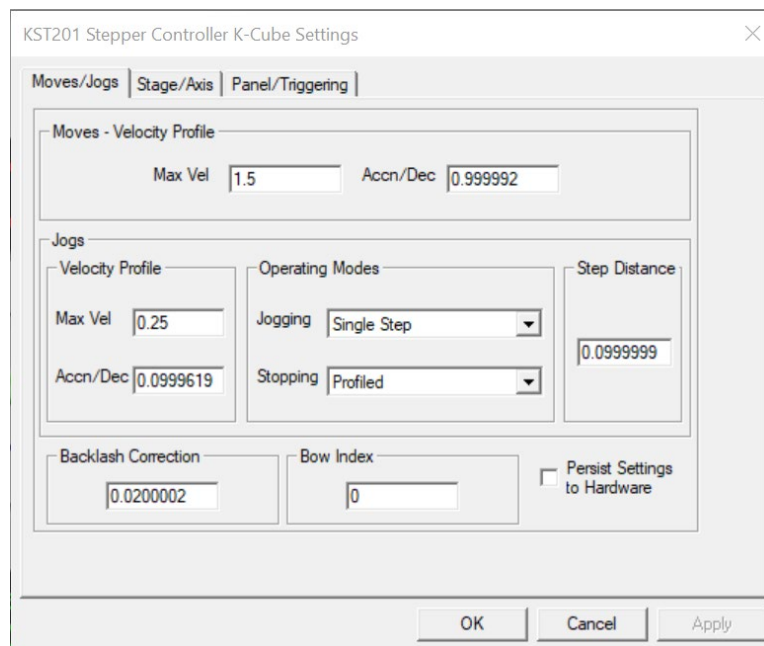 KST201 Stepper Controller K-Cube Settings
Moves/Jogs Stage/Axis Panel/Triggering
Moves - Velocity Profile
Max Vel 1.5 Accn/Dec 0.999992
Jogs
Velocity Profile Operating Modes Step Distance
Max Vel 0.25 Jogging Single Step
0.0999999
Accn/Dec 0.0999619 Stopping Profiled
Backlash Correction Bow Index
Persist Settings
to Hardware
0.0200002 0
OK Cancel Apply